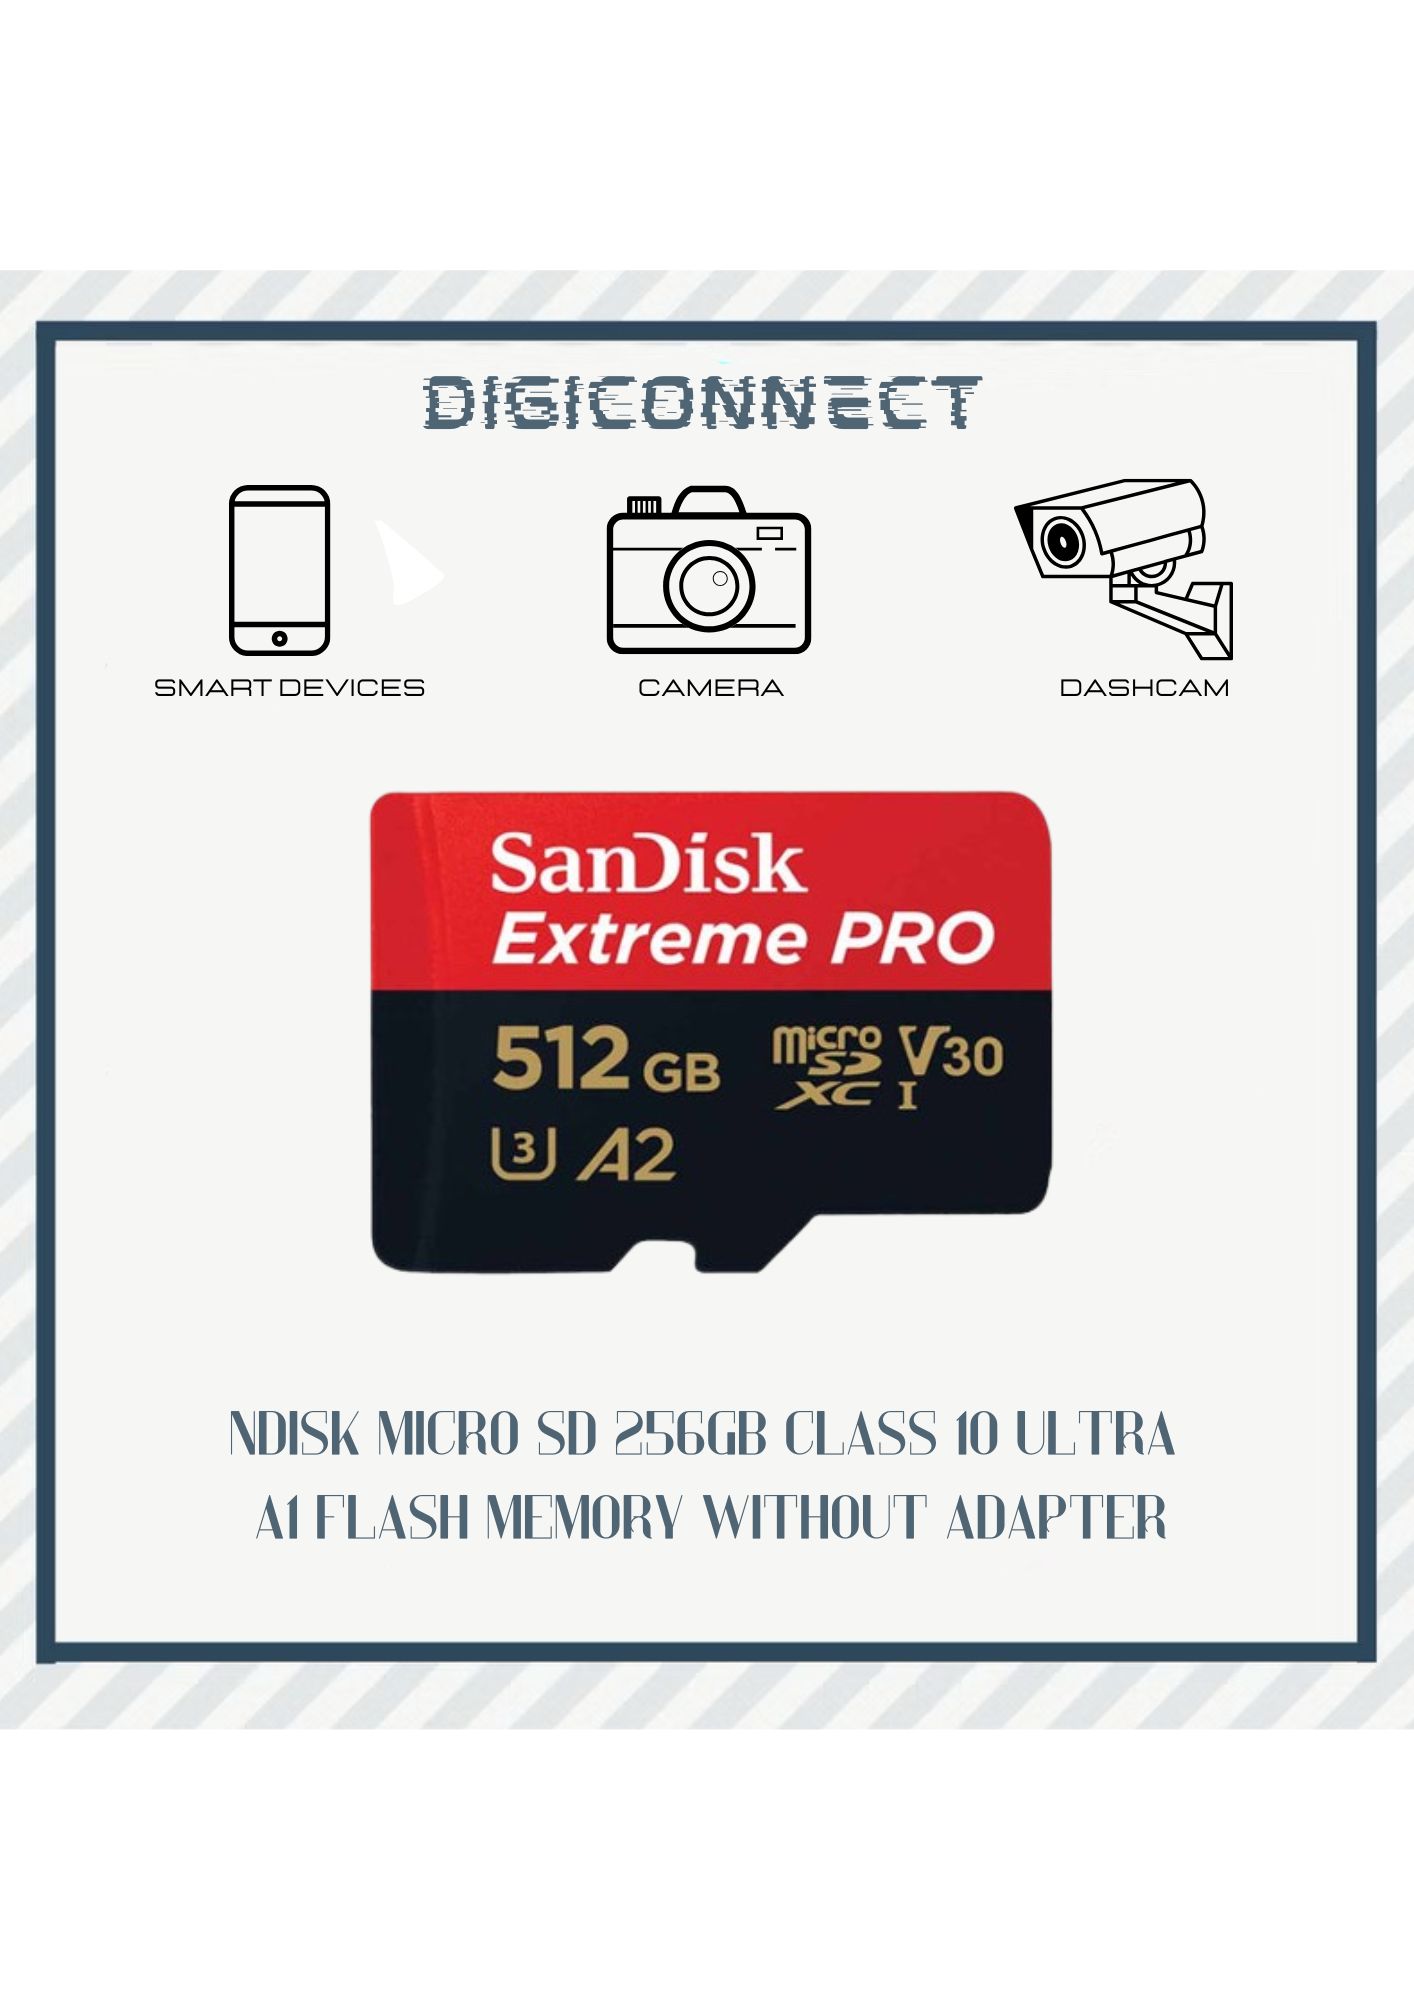 DIGICONNECT
SMART DEVICES CAMERA DASHCAM
SanDisk
Extreme PRO
512 GB micro SD XC I V30
3 A2
NDISK MICRO SD 256GB CLASS 10 ULTRA
A1 FLASH MEMORY WITHOUT ADAPTER